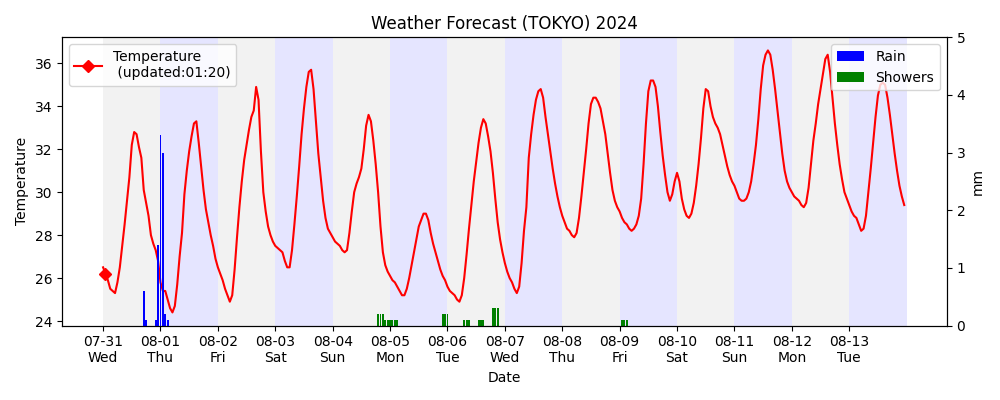 Weather Forecast (TOKYO) 2024
Temperature
(updated:01:20)
Rain
Showers
Temperature
36
34
32
30
28
26
24
5
4
3
2
1
0
mm
07-31 08-01 08-02 08-03 08-04 08-05 08-06 08-07 08-08 08-09 08-10 08-11 08-12 08-13
Wed Thu Fri Sat Sun Mon Tue Wed Thu Fri Sat Sun Mon Tue
Date